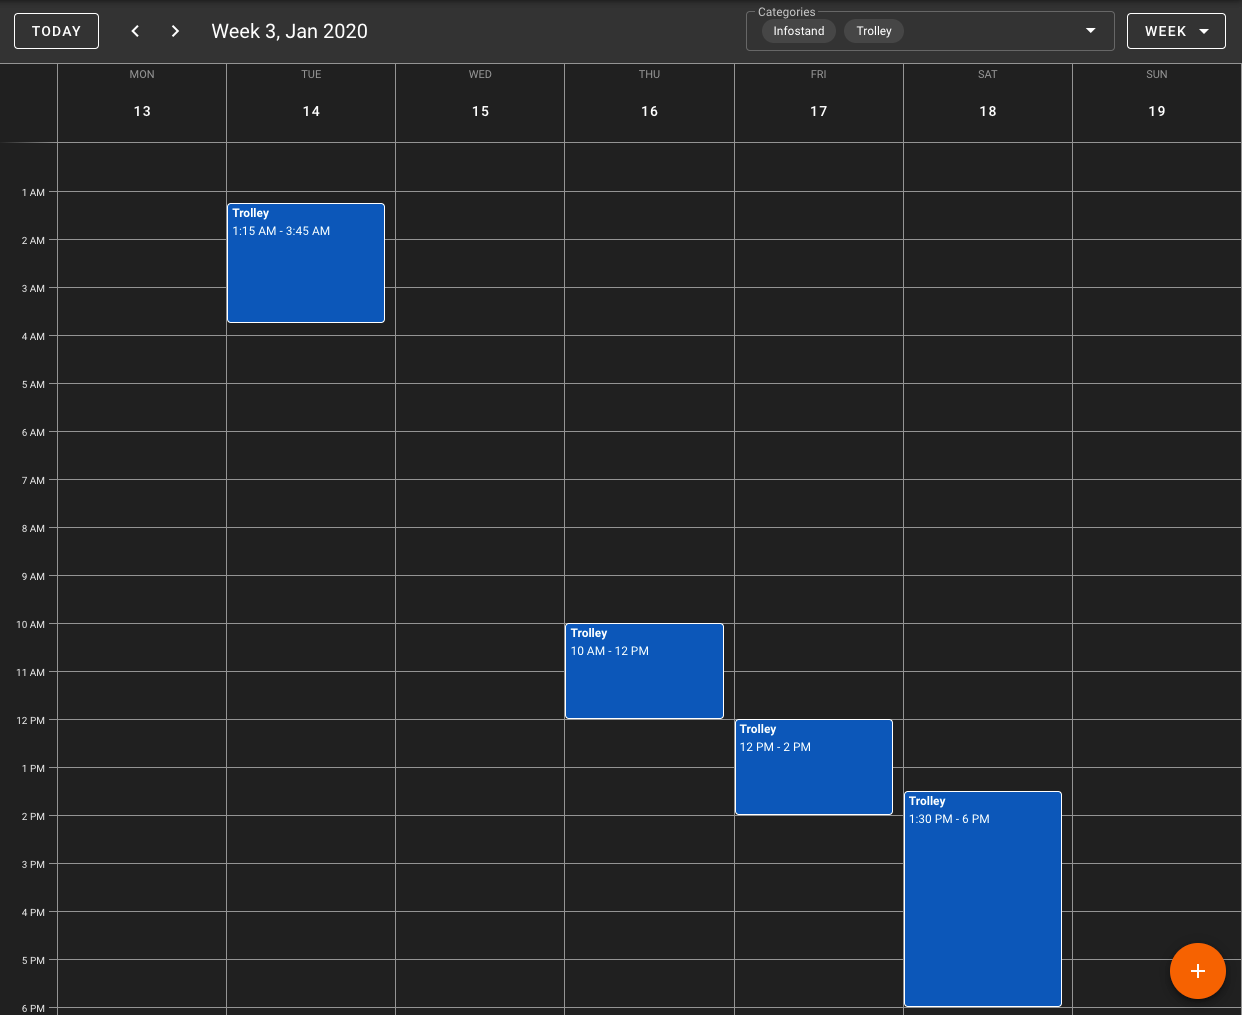 Categories
TODAY Week 3, Jan 2020 Infostand Trolley WEEK
MON TUE WED THU FRI SAT SUN
13 14 15 16 17 18 19
1 AM
Trolley
1:15 AM - 3:45 AM
2 AM
3 AM
4 AM
5 AM
6 AM
7 AM
8 AM
9 AM
10 AM
Trolley
10 AM - 12 PM
11 AM
12 PM
Trolley
12 PM - 2 PM
1 PM
Trolley
1:30 PM - 6 PM
2 PM
3 PM
4 PM
5 PM
6 PM